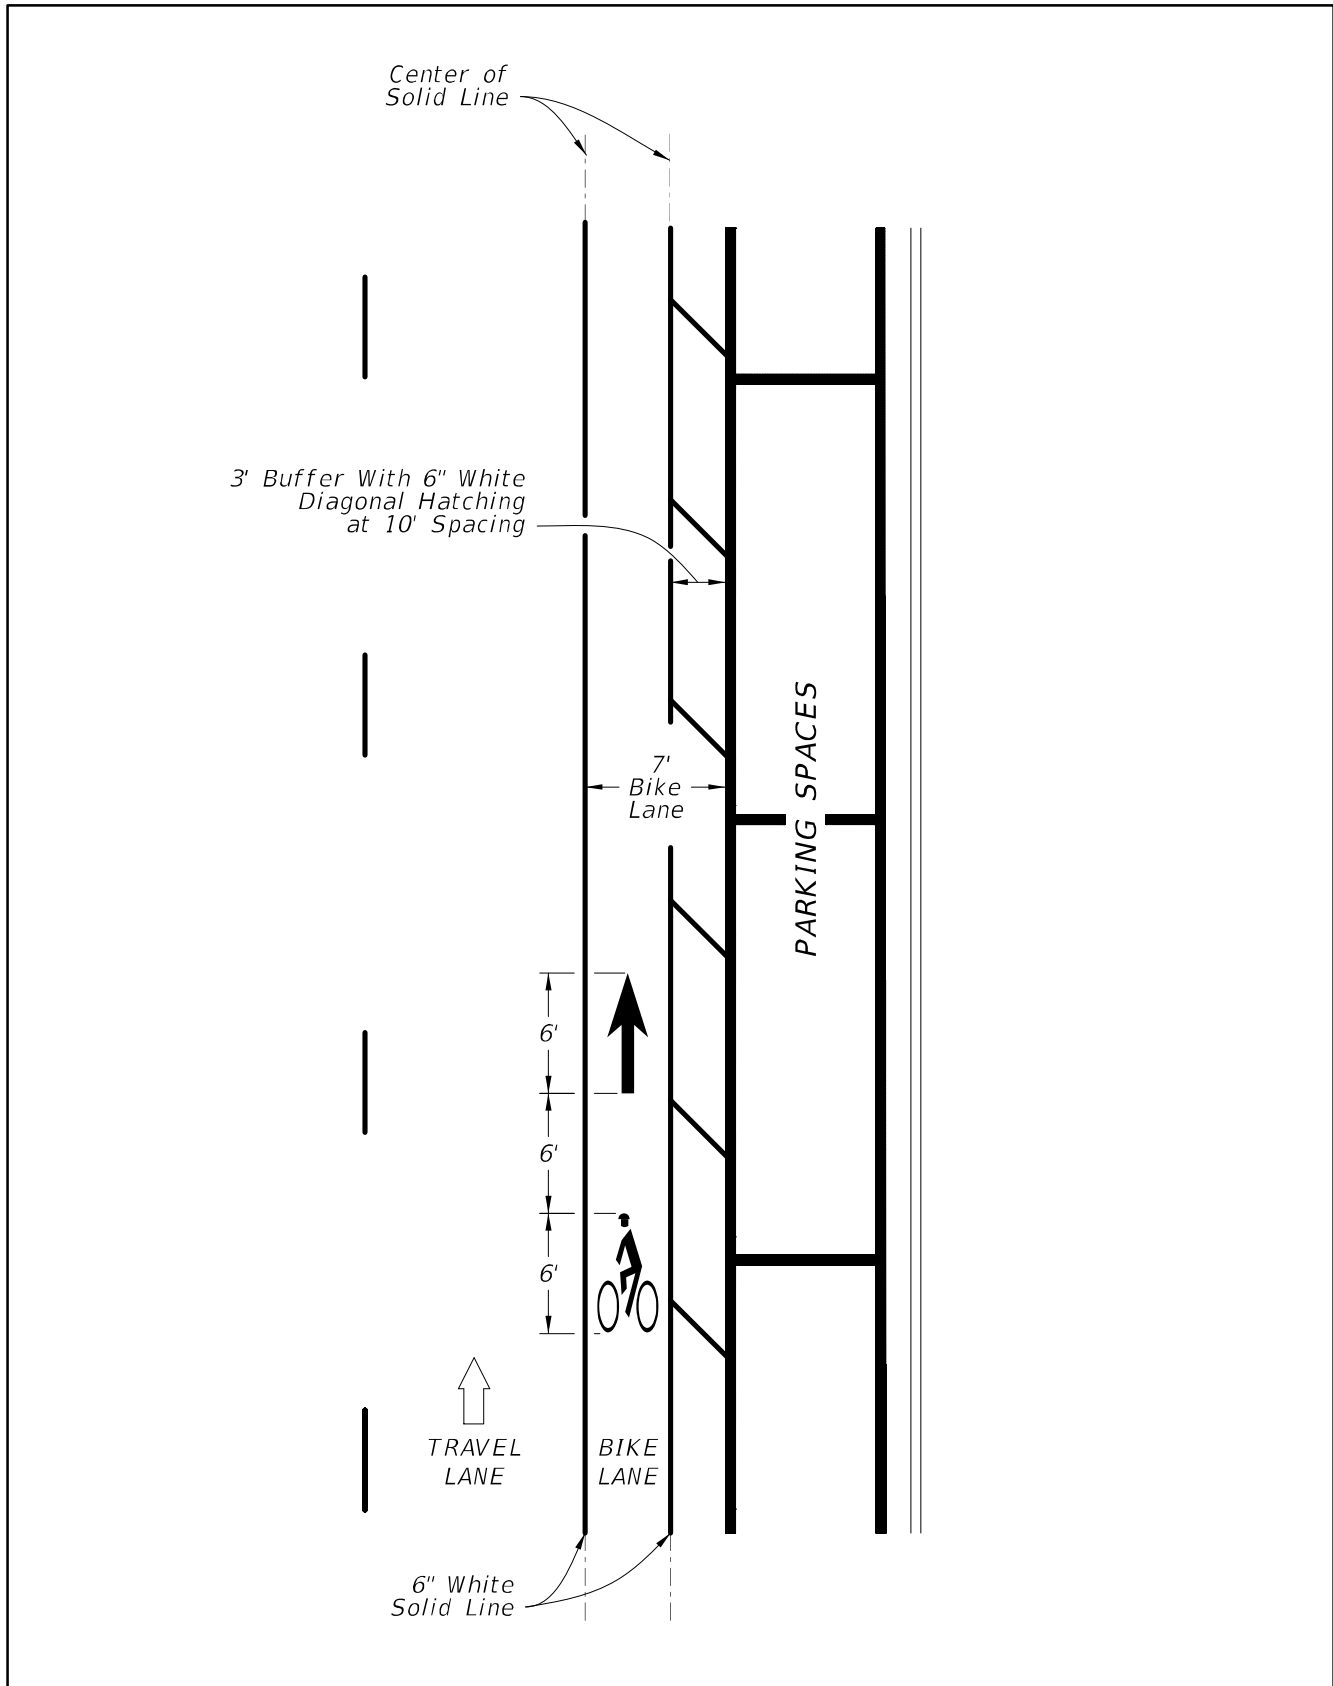 Center of
Solid Line
3' Buffer With 6" White
Diagonal Hatching
at 10' Spacing
7'
Bike
Lane
PARKING SPACES
6'
6'
6'
TRAVEL
LANE
BIKE
LANE
6" White
Solid Line